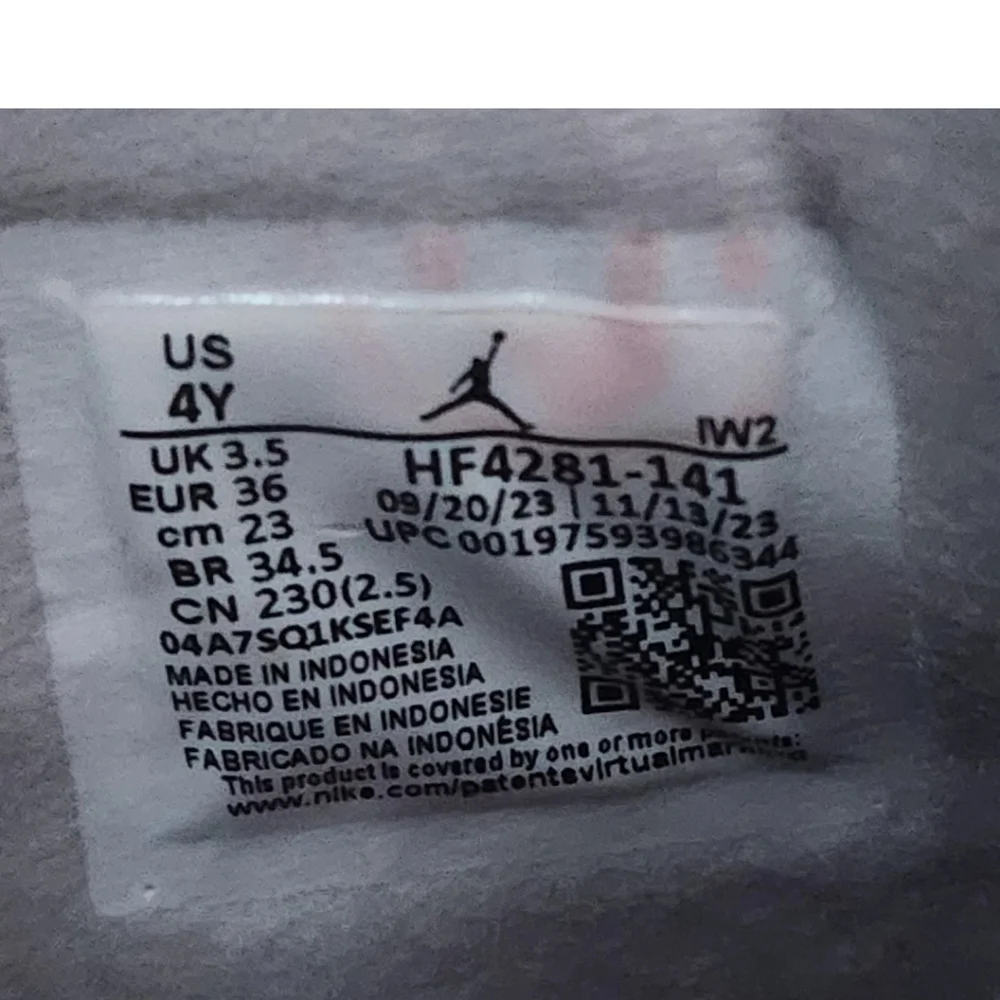 US
4Y
IW2
UK 3.5
EUR 36
cm 23
BR 34.5
CN 230(2.5)
04A7SQ1KSEF4A
HF4281-141
09/20/23 | 11/13/23
UPC 00197593986344
MADE IN INDONESIA
HECHO EN INDONESIA
FABRIQUE EN INDONESIE
FABRICADO NA INDONÉSIA
This product is covered by one or more
www.nike.com/patentsvirtualmar